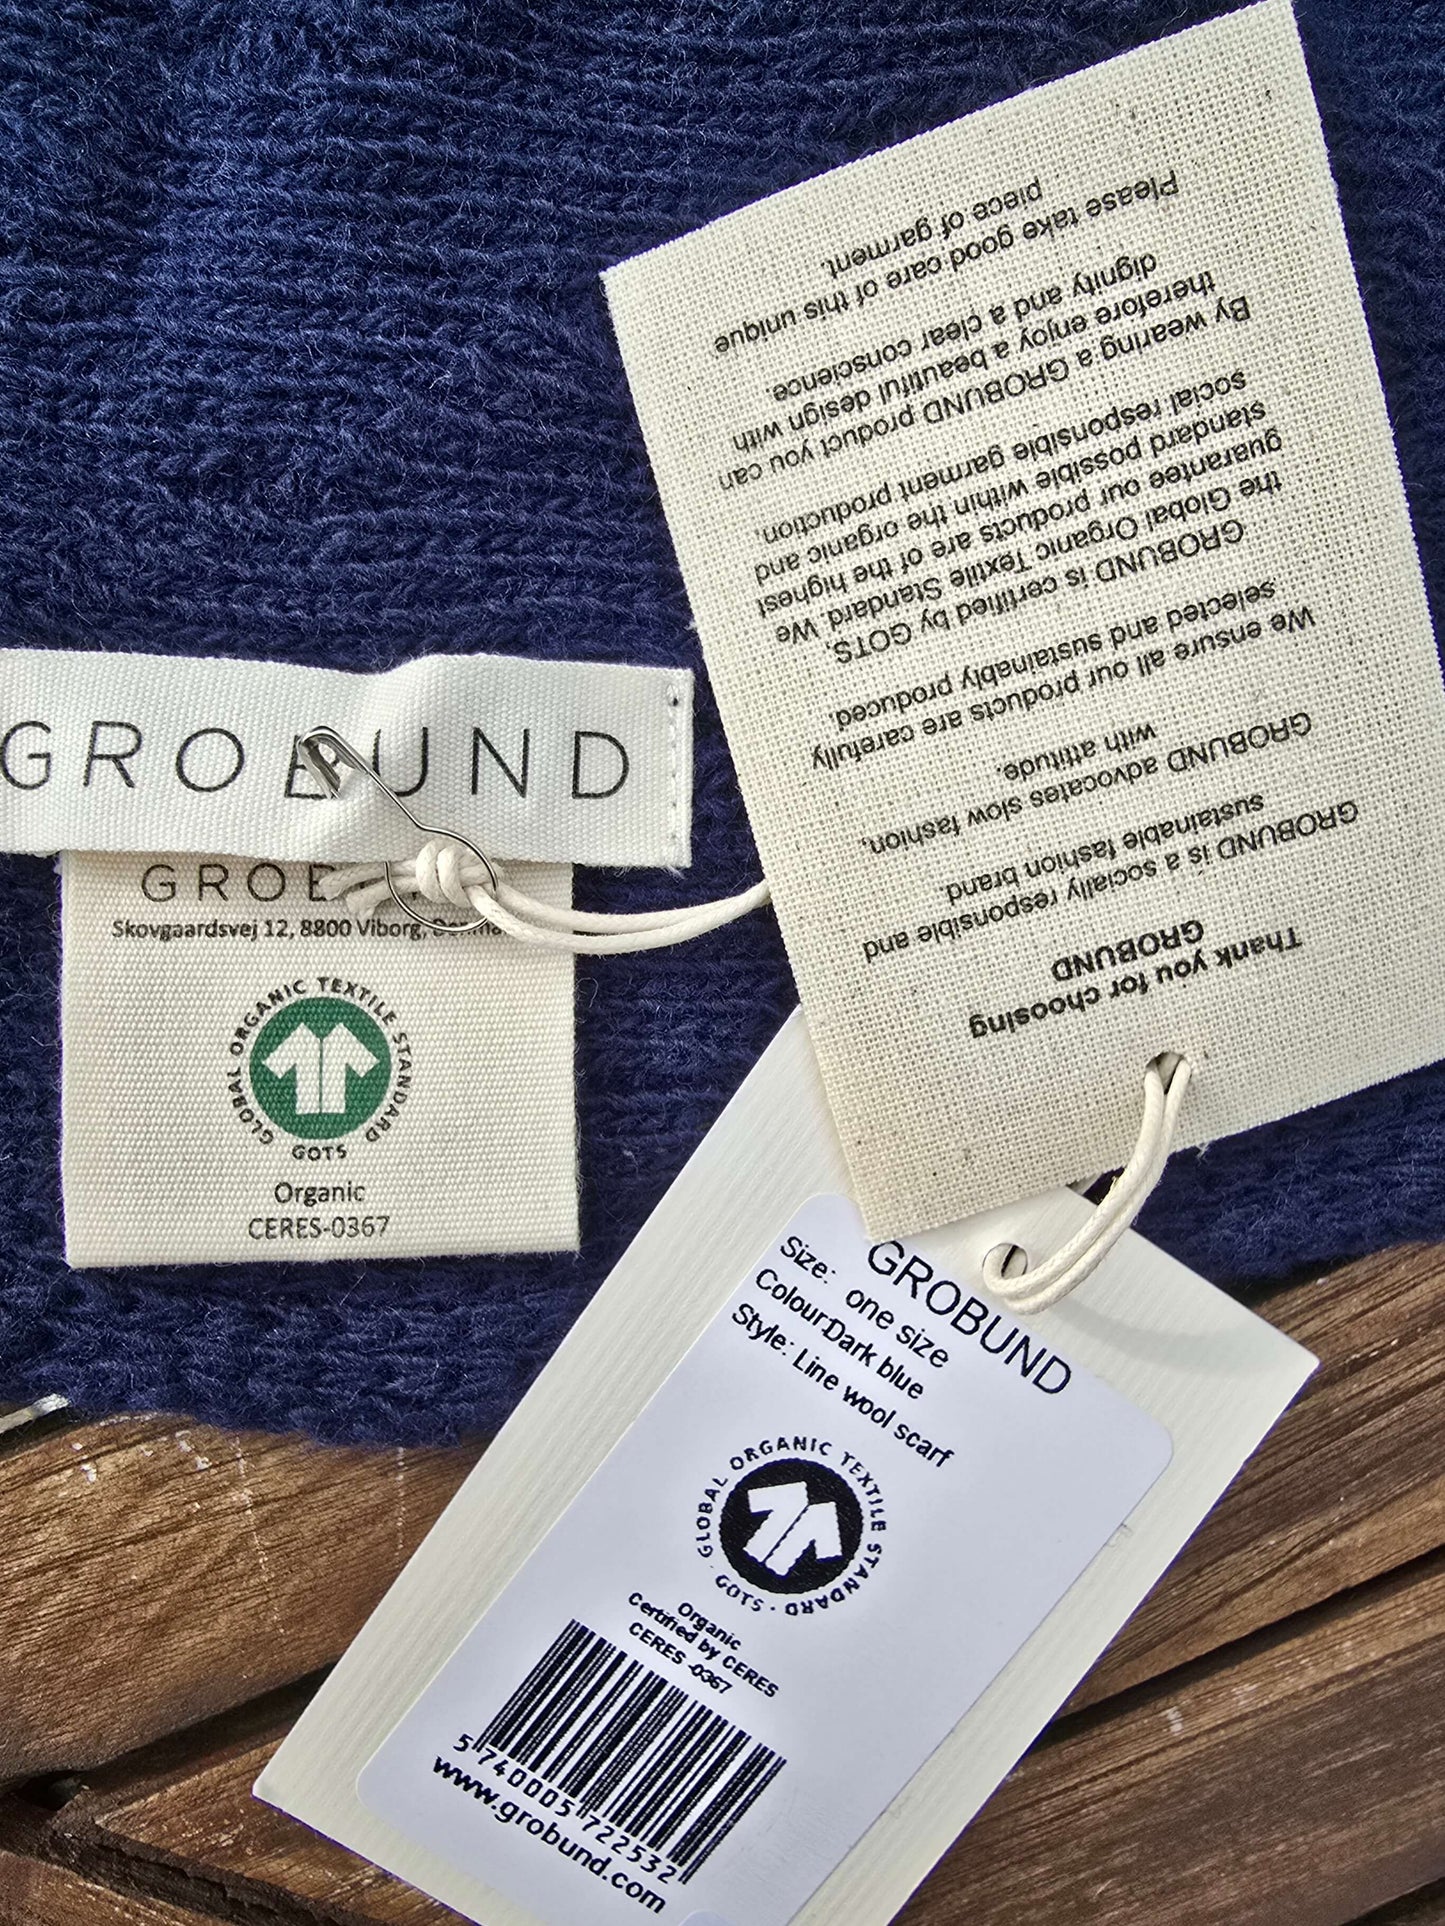 GROBUND
GROB
Skovgaardsvej 12, 8800 Viborg, Denma
GLOBAL ORGANIC TEXTILE STANDARD
GOTS
Organic
CERES-0367
Thank you for choosing
GROBUND
GROBUND is a socially responsible and
sustainable fashion brand.
GROBUND advocates slow fashion,
with attitude.
We ensure all our products are carefully
selected and sustainably produced.
GROBUND is certified by GOTS,
the Global Organic Textile Standard. We
guarantee our products are of the highest
standard possible within the organic and
social responsible garment production.
By wearing a GROBUND product you can
therefore enjoy a beautiful design with
dignity and a clear conscience.
Please take good care of this unique
piece of garment.
GROBUND
Size: one size
Colour:Dark blue
Style: Line wool scarf
GLOBAL ORGANIC TEXTILE STANDARD · GOTS ·
Organic
Certified by CERES
CERES -0367
5 740005 722532
www.grobund.com